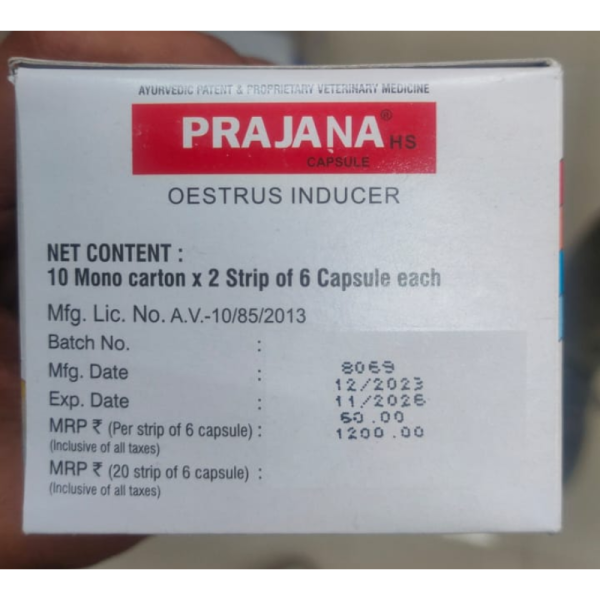 AYURVEDIC PATENT & PROPRIETARY VETERINARY MEDICINE
PRAJANA® HS
CAPSULE
OESTRUS INDUCER
NET CONTENT :
10 Mono carton x 2 Strip of 6 Capsule each
Mfg. Lic. No. A.V.-10/85/2013
Batch No. :
8069
Mfg. Date :
12/2023
Exp. Date :
11/2026
60.00
MRP ₹ (Per strip of 6 capsule) :
1200.00
(Inclusive of all taxes)
MRP ₹ (20 strip of 6 capsule) :
(Inclusive of all taxes)